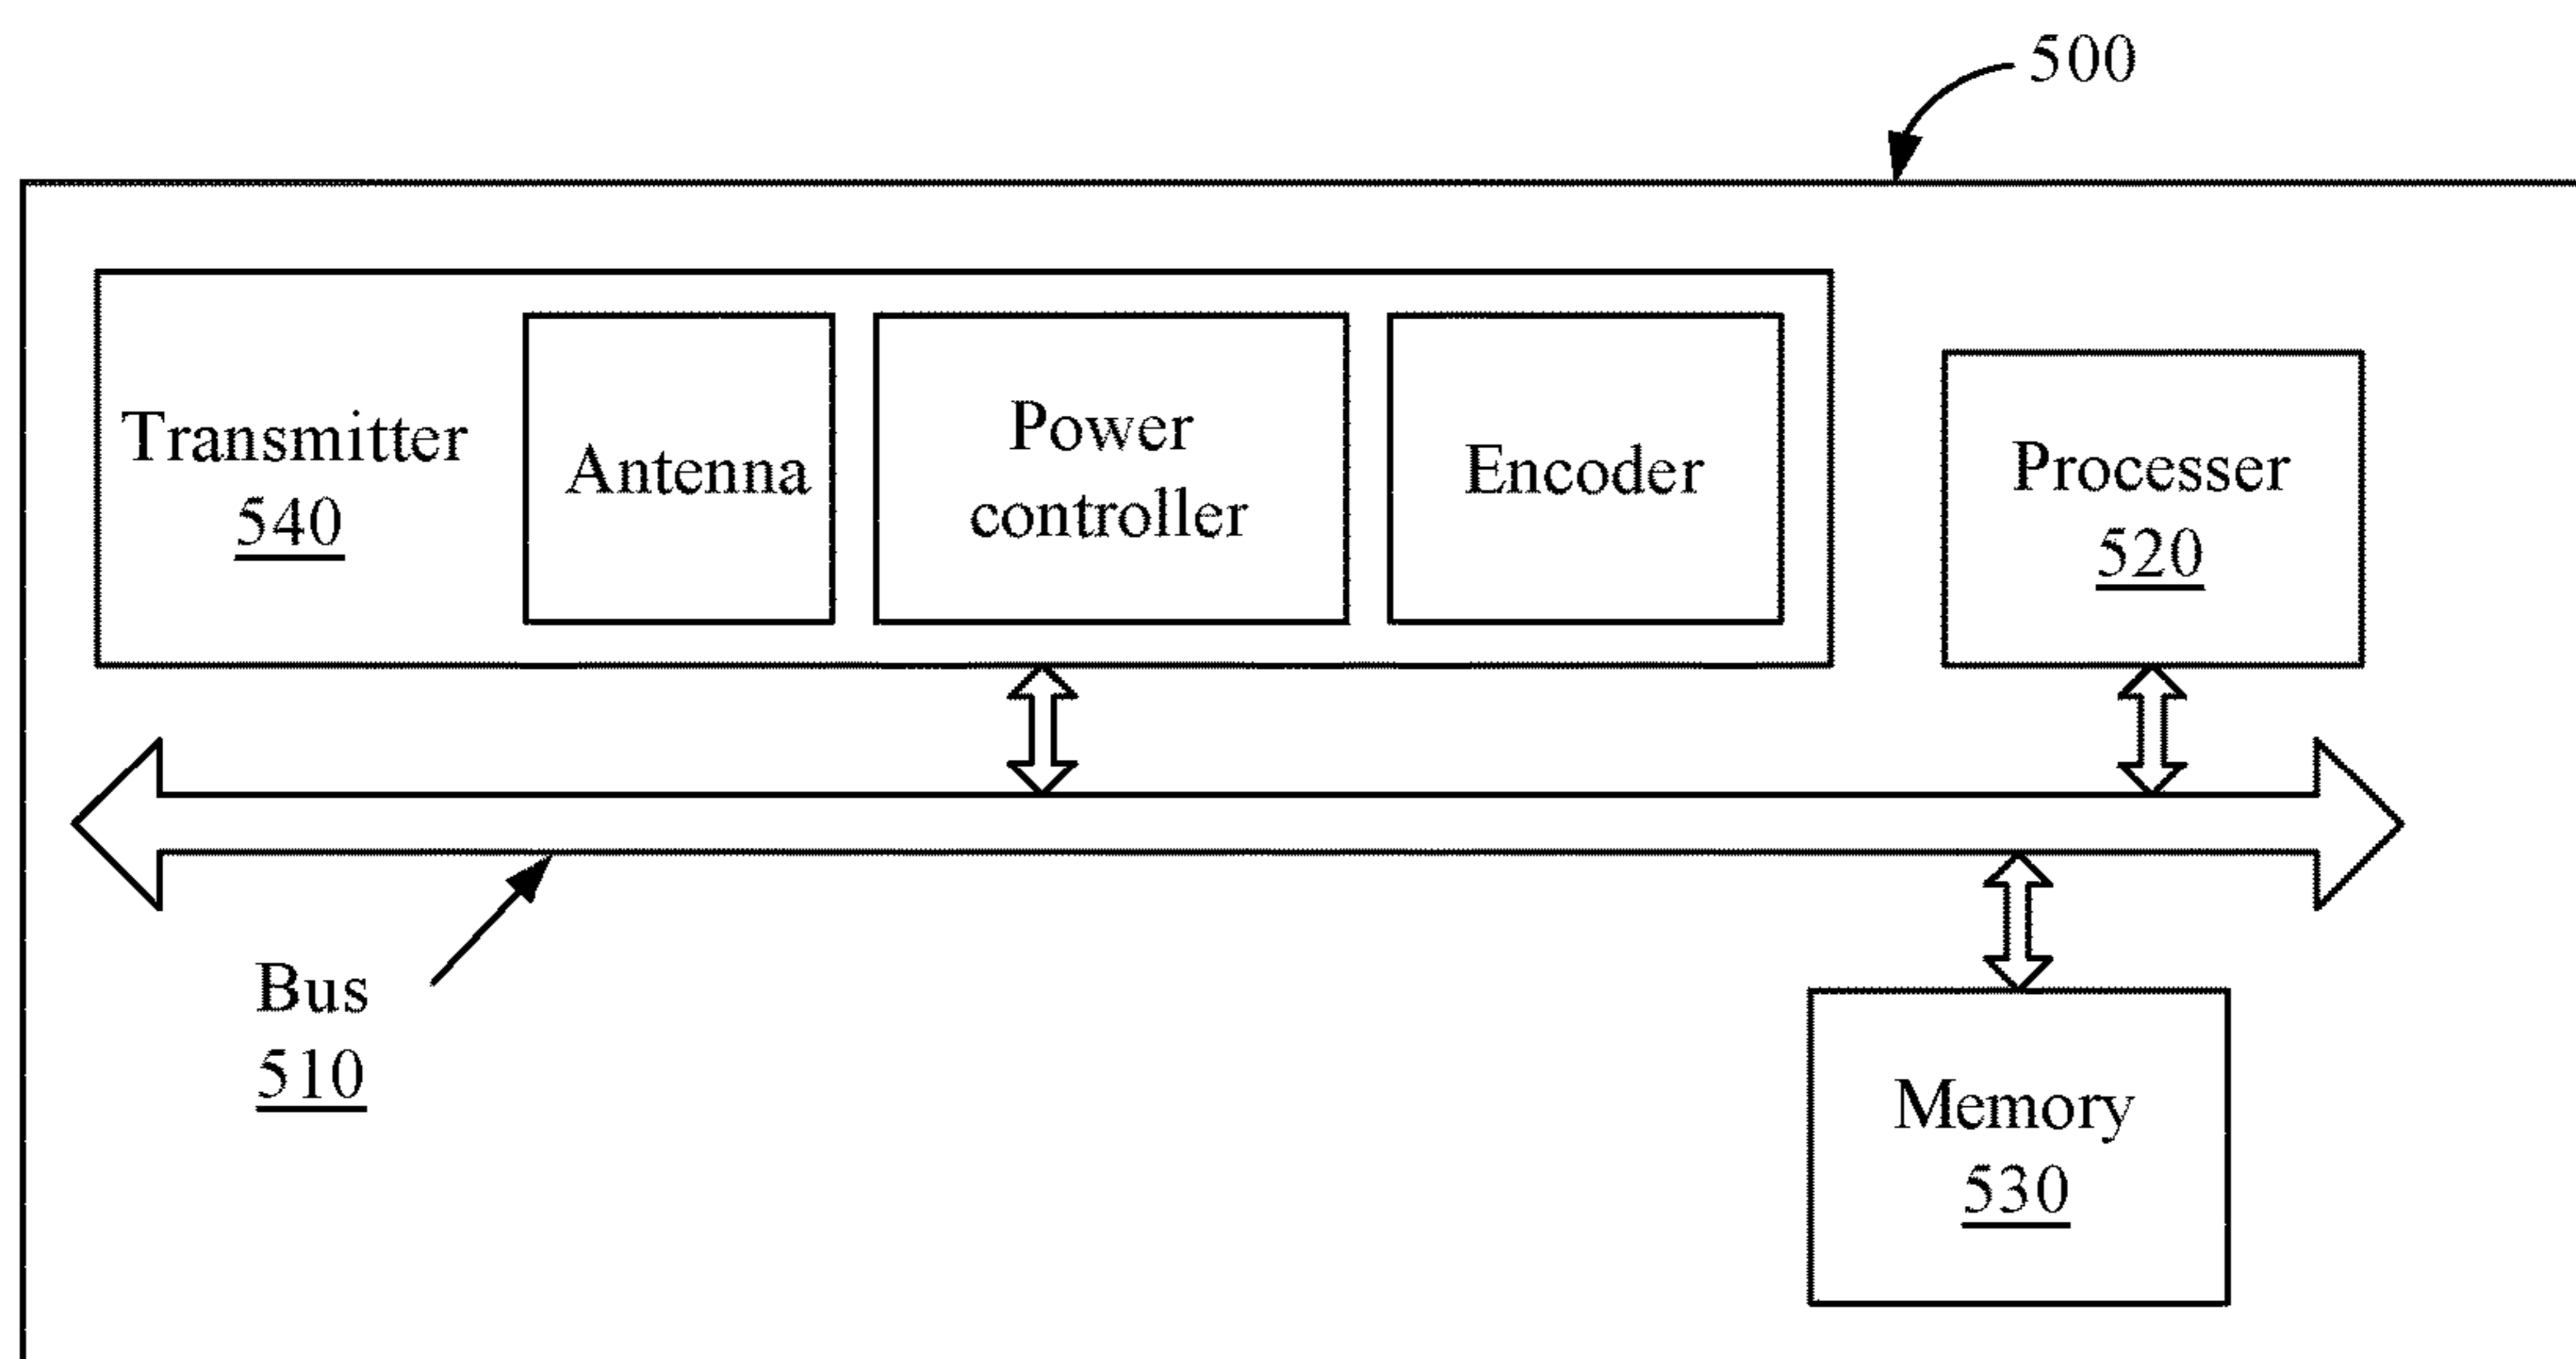 500
Transmitter
540
Antenna
Power
controller
Encoder
Processer
520
Bus
510
Memory
530